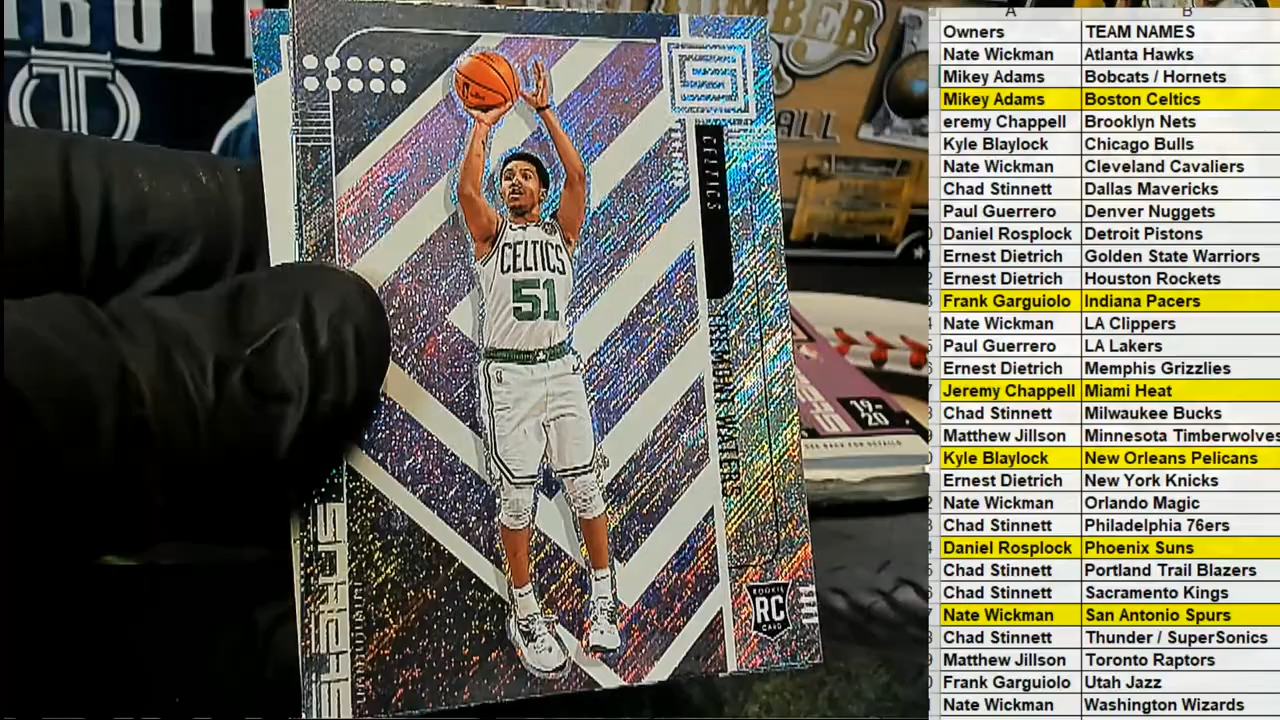 CELTICS
51
CELTICS
TREMONT WATERS
ROOKIE
RC
CARD
19-20
ALL
A B
Owners TEAM NAMES
Nate Wickman Atlanta Hawks
Mikey Adams Bobcats / Hornets
Mikey Adams Boston Celtics
eremy Chappell Brooklyn Nets
Kyle Blaylock Chicago Bulls
Nate Wickman Cleveland Cavaliers
Chad Stinnett Dallas Mavericks
Paul Guerrero Denver Nuggets
Daniel Rosplock Detroit Pistons
Ernest Dietrich Golden State Warriors
Ernest Dietrich Houston Rockets
Frank Garguiolo Indiana Pacers
Nate Wickman LA Clippers
Paul Guerrero LA Lakers
Ernest Dietrich Memphis Grizzlies
Jeremy Chappell Miami Heat
Chad Stinnett Milwaukee Bucks
Matthew Jillson Minnesota Timberwolves
Kyle Blaylock New Orleans Pelicans
Ernest Dietrich New York Knicks
Nate Wickman Orlando Magic
Chad Stinnett Philadelphia 76ers
Daniel Rosplock Phoenix Suns
Chad Stinnett Portland Trail Blazers
Chad Stinnett Sacramento Kings
Nate Wickman San Antonio Spurs
Chad Stinnett Thunder / SuperSonics
Matthew Jillson Toronto Raptors
Frank Garguiolo Utah Jazz
Nate Wickman Washington Wizards